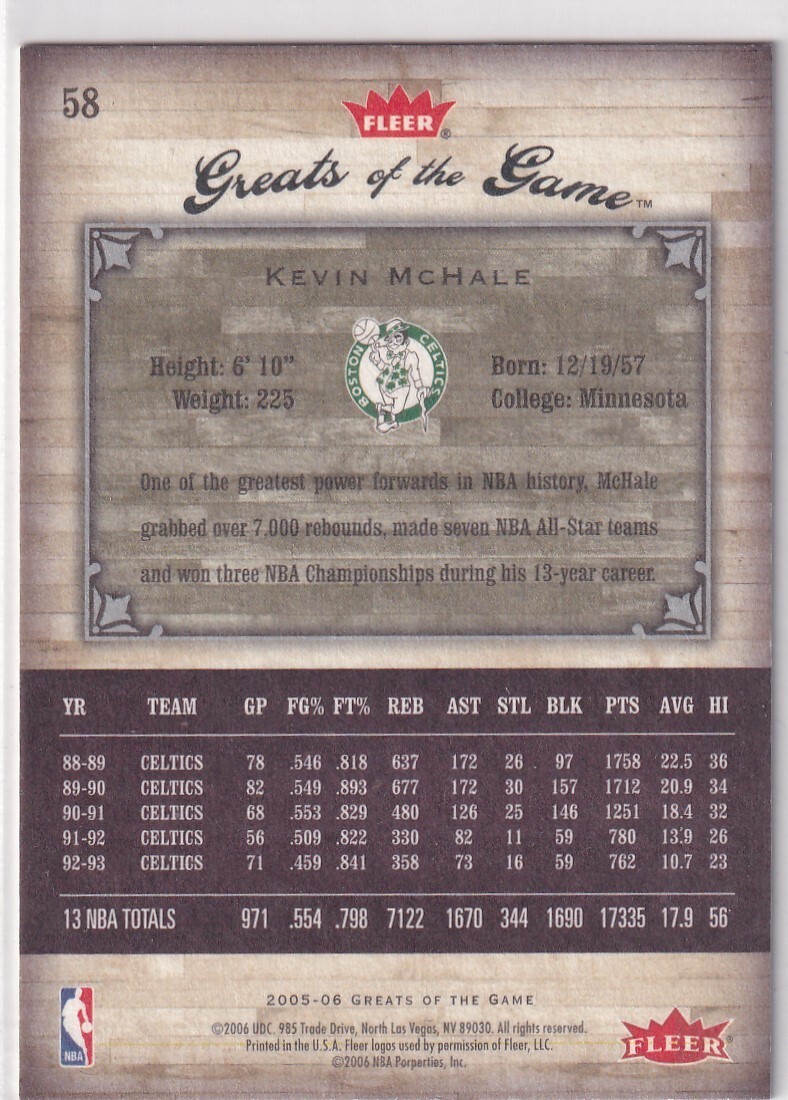 58
FLEER®
Greats of the Game™
KEVIN MCHALE
Height: 6' 10"
Weight: 225
BOSTON CELTICS
Born: 12/19/57
College: Minnesota
One of the greatest power forwards in NBA history, McHale
grabbed over 7,000 rebounds, made seven NBA All-Star teams
and won three NBA Championships during his 13-year career.
YR TEAM GP FG% FT% REB AST STL BLK PTS AVG HI
88-89 CELTICS 78 .546 .818 637 172 26 97 1758 22.5 36
89-90 CELTICS 82 .549 .893 677 172 30 157 1712 20.9 34
90-91 CELTICS 68 .553 .829 480 126 25 146 1251 18.4 32
91-92 CELTICS 56 .509 .822 330 82 11 59 780 13.9 26
92-93 CELTICS 71 .459 .841 358 73 16 59 762 10.7 23
13 NBA TOTALS 971 .554 .798 7122 1670 344 1690 17335 17.9 56
2005-06 GREATS OF THE GAME
©2006 UDC. 985 Trade Drive, North Las Vegas, NV 89030. All rights reserved.
Printed in the U.S.A. Fleer logos used by permission of Fleer, LLC.
©2006 NBA Porperties, Inc.
NBA
FLEER®